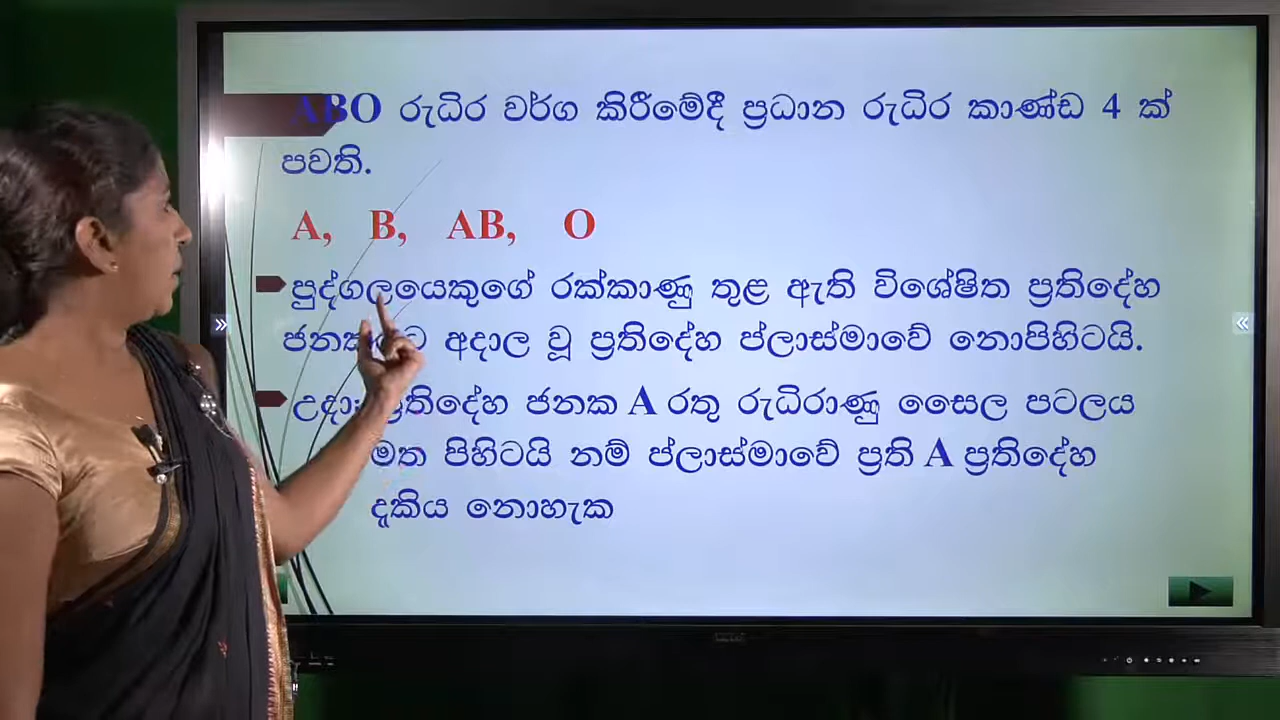 ABO රුධිර වර්ග කිරීමේදී ප්‍රධාන රුධිර කාණ්ඩ 4 ක්
පවති.
A, B, AB, O
පුද්ගලයෙකුගේ රක්තාණු තුළ ඇති විශේෂිත ප්‍රතිදේහ
අදාල වූ ප්‍රතිදේහ ප්ලාස්මාවේ නොපිහිටයි.
උදා: ප්‍රතිදේහ ජනක A රතු රුධිරාණු සෛල පටලය
මත පිහිටයි නම් ප්ලාස්මාවේ ප්‍රති A ප්‍රතිදේහ
දැකිය නොහැක